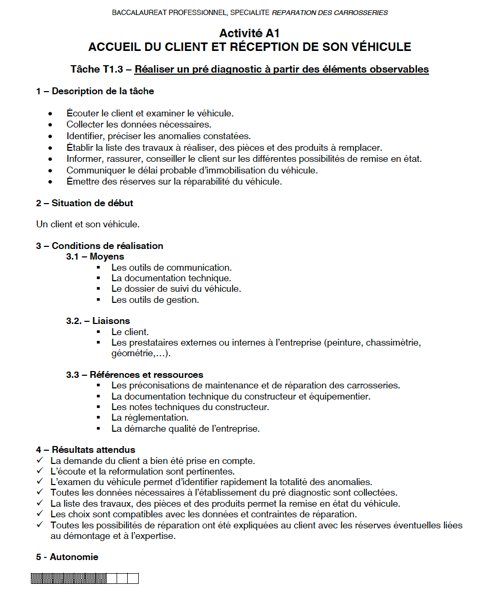 BACCALAUREAT PROFESSIONNEL, SPECIALITE REPARATION DES CARROSSERIES
Activité A1
ACCUEIL DU CLIENT ET RÉCEPTION DE SON VÉHICULE
Tâche T1.3 – Réaliser un pré diagnostic à partir des éléments observables
1 – Description de la tâche
• Écouter le client et examiner le véhicule.
• Collecter les données nécessaires.
• Identifier, préciser les anomalies constatées.
• Établir la liste des travaux à réaliser, des pièces et des produits à remplacer.
• Informer, rassurer, conseiller le client sur les différentes possibilités de remise en état.
• Communiquer le délai probable d'immobilisation du véhicule.
• Émettre des réserves sur la réparabilité du véhicule.
2 – Situation de début
Un client et son véhicule.
3 – Conditions de réalisation
3.1 – Moyens
▪ Les outils de communication.
▪ La documentation technique.
▪ Le dossier de suivi du véhicule.
▪ Les outils de gestion.
3.2. – Liaisons
▪ Le client.
▪ Les prestataires externes ou internes à l'entreprise (peinture, chassimètrie,
géométrie,…).
3.3 – Références et ressources
▪ Les préconisations de maintenance et de réparation des carrosseries.
▪ La documentation technique du constructeur et équipementier.
▪ Les notes techniques du constructeur.
▪ La réglementation.
▪ La démarche qualité de l'entreprise.
4 – Résultats attendus
✓ La demande du client a bien été prise en compte.
✓ L'écoute et la reformulation sont pertinentes.
✓ L'examen du véhicule permet d'identifier rapidement la totalité des anomalies.
✓ Toutes les données nécessaires à l'établissement du pré diagnostic sont collectées.
✓ La liste des travaux, des pièces et des produits permet la remise en état du véhicule.
✓ Les choix sont compatibles avec les données et contraintes de réparation.
✓ Toutes les possibilités de réparation ont été expliquées au client avec les réserves éventuelles liées
au démontage et à l'expertise.
5 - Autonomie